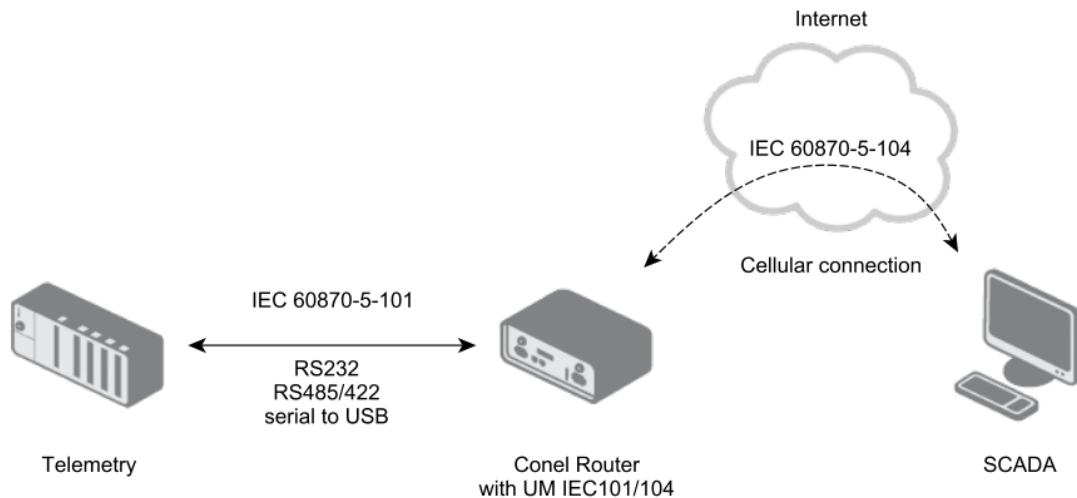 Internet
IEC 60870-5-104
Cellular connection
IEC 60870-5-101
RS232
RS485/422
serial to USB
Telemetry
Conel Router
with UM IEC101/104
SCADA